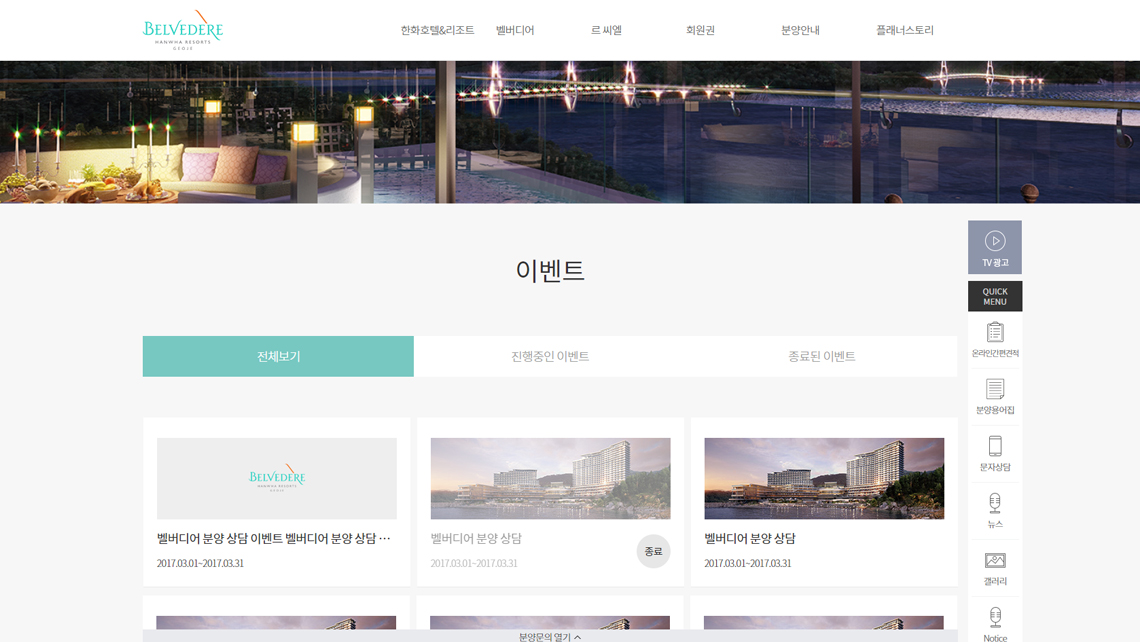 BELVEDERE
HANWHA RESORTS
GEOJE
한화호텔&리조트 벨버디어 르 씨엘 회원권 분양안내 플래너스토리
TV 광고
QUICK
MENU
온라인간편견적
분양용어집
문자상담
뉴스
갤러리
Notice
이벤트
전체보기 진행중인 이벤트 종료된 이벤트
BELVEDERE
HANWHA RESORTS
GEOJE
벨버디어 분양 상담 이벤트 벨버디어 분양 상담 ⋯
2017.03.01~2017.03.31
벨버디어 분양 상담
2017.03.01~2017.03.31
종료
벨버디어 분양 상담
2017.03.01~2017.03.31
분양문의 열기